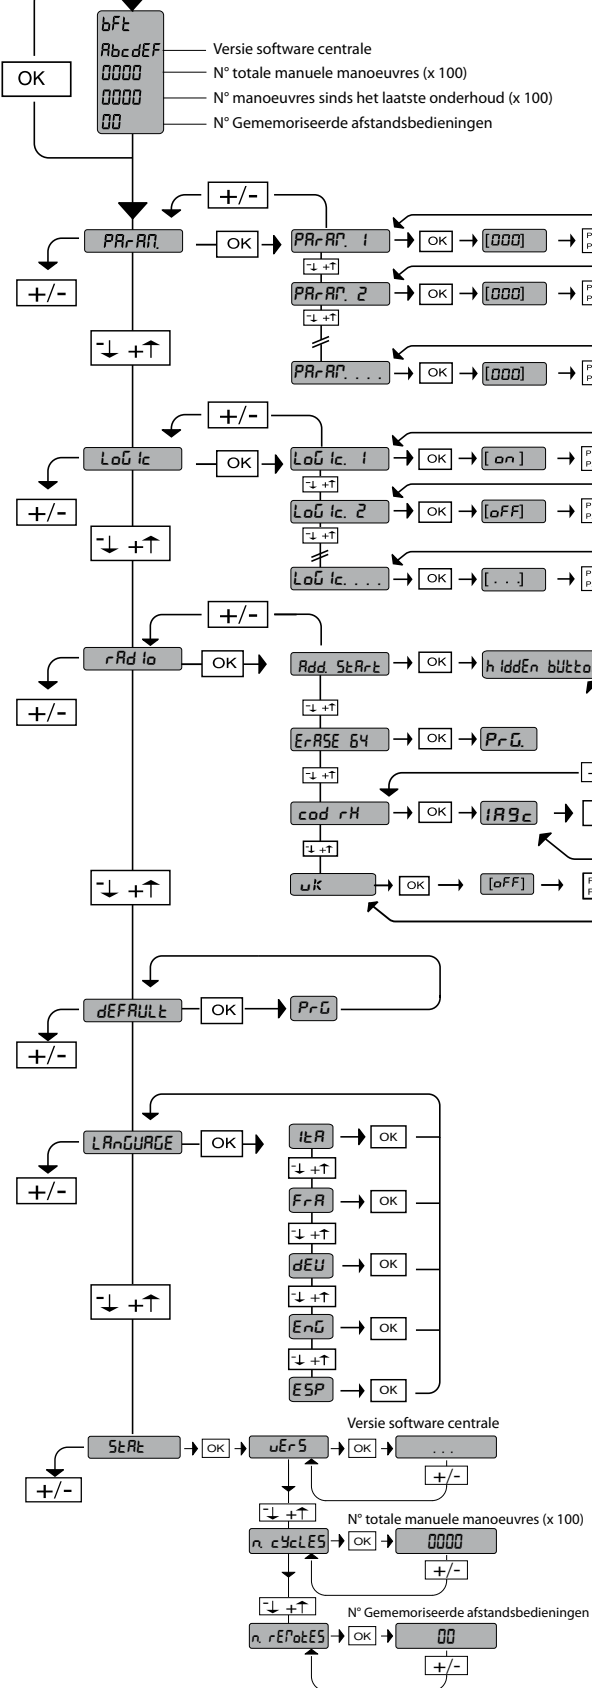 bFt
AbcdEF Versie software centrale
0000 N° totale manuele manoeuvres (x 100)
0000 N° manoeuvres sinds het laatste onderhoud (x 100)
00 N° Gememoriseerde afstandsbedieningen
OK
+/-
PArAM. OK PArAM. 1 OK [000]
+/-
-↓ +↑
PArAM. 2 OK [000]
-↓ +↑
-↓ +↑
PArAM. . . . OK [000]
+/-
LoGIc OK LoGIc. 1 OK [ on ]
+/-
-↓ +↑
LoGIc. 2 OK [oFF]
-↓ +↑
-↓ +↑
LoGIc. . . . OK [. . .]
+/-
rAdIo OK Add. StArt OK hIddEn bUtto
+/-
-↓ +↑
ErASE 64 OK PrG.
-↓ +↑
cod rH OK 1A9c
-↓ +↑
-↓ +↑
uK OK [oFF]
dEFAULt OK PrG
+/-
LAnGUAGE OK ItA OK
+/-
-↓ +↑
FrA OK
-↓ +↑
dEU OK
-↓ +↑
-↓ +↑
EnG OK
-↓ +↑
ESP OK
Versie software centrale
StAt OK vErS OK . . .
+/-
+/-
-↓ +↑
N° totale manuele manoeuvres (x 100)
n. cYcLES OK 0000
+/-
-↓ +↑
N° Gememoriseerde afstandsbedieningen
n. rEMotES OK 00
+/-